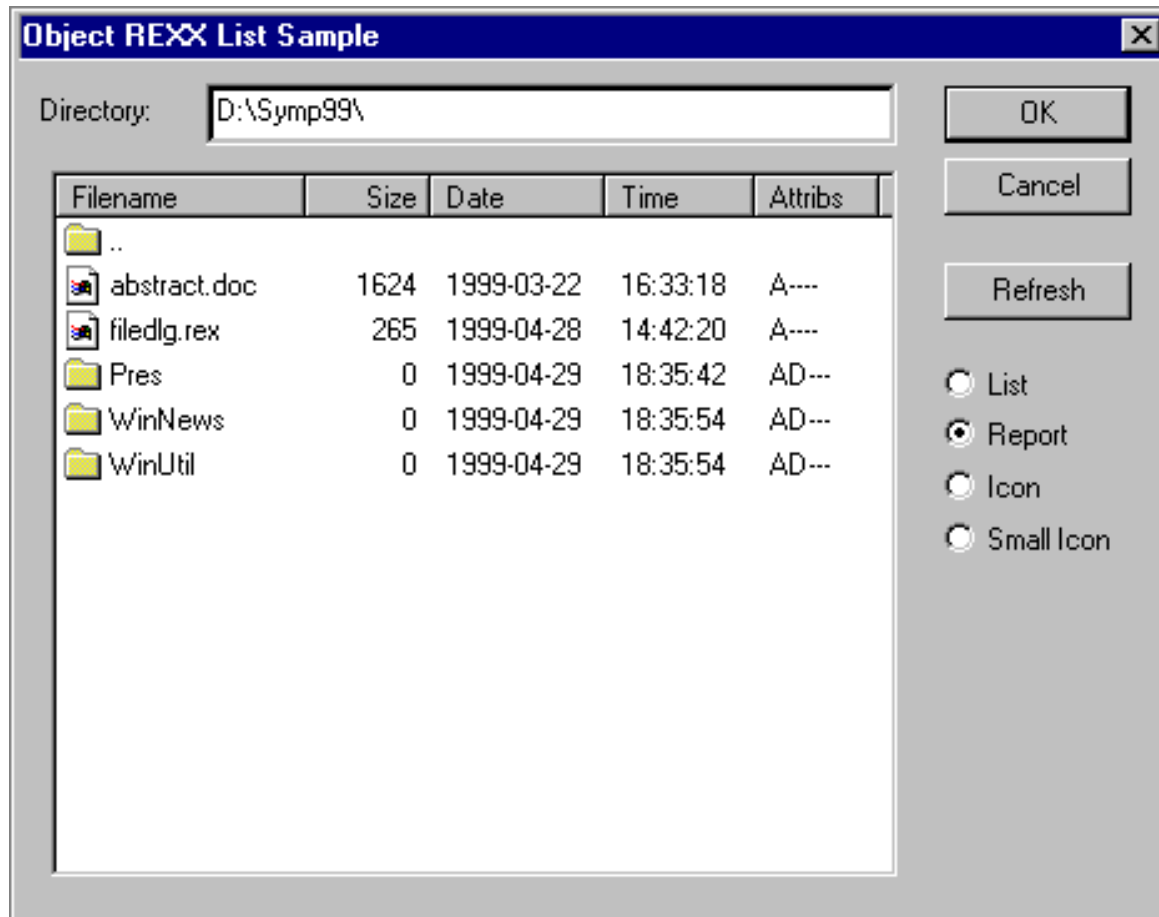 Object REXX List Sample
Directory: D:\Symp99\ OK
Cancel
Filename Size Date Time Attribs
..
abstract.doc 1624 1999-03-22 16:33:18 A----
filedlg.rex 265 1999-04-28 14:42:20 A----
Pres 0 1999-04-29 18:35:42 AD---
WinNews 0 1999-04-29 18:35:54 AD---
WinUtil 0 1999-04-29 18:35:54 AD---
Refresh
List
Report
Icon
Small Icon